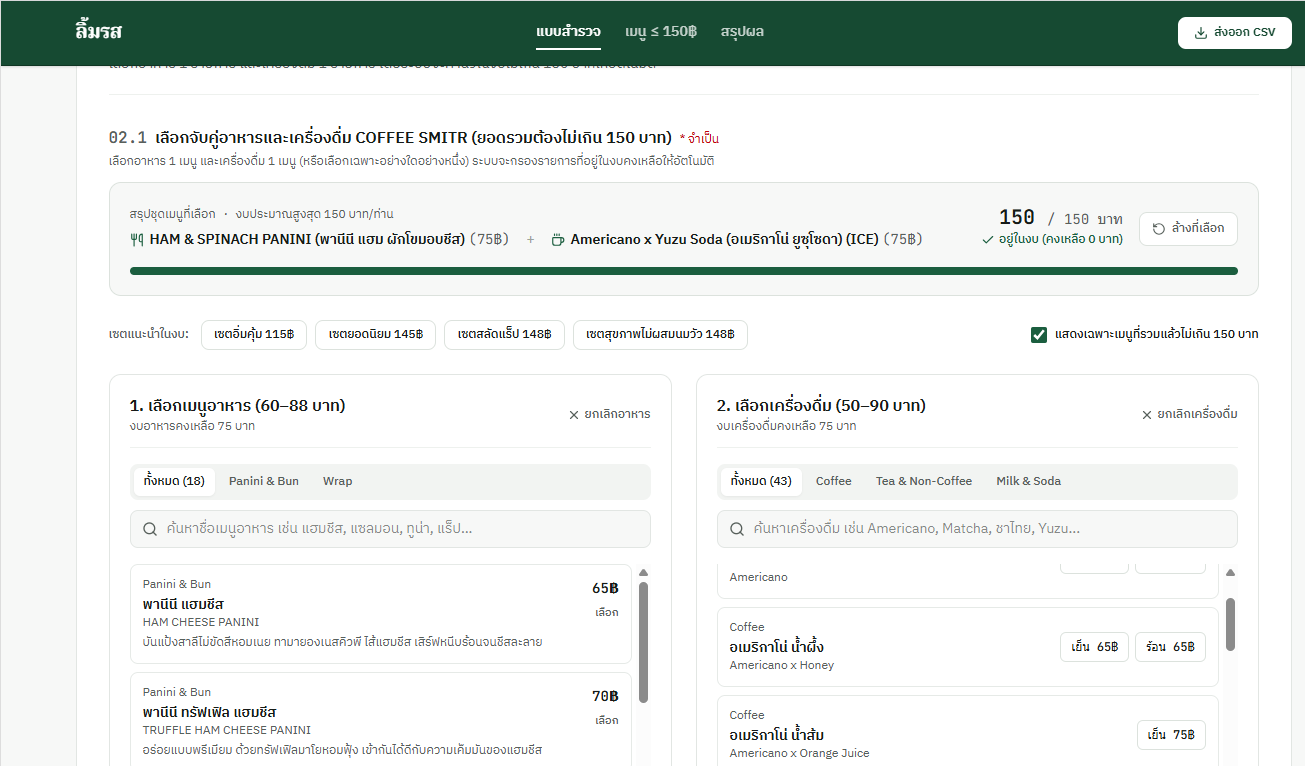 ลิ้มรส
แบบสำรวจ
เมนู ≤ 150฿
สรุปผล
ส่งออก CSV
02.1 เลือกจับคู่อาหารและเครื่องดื่ม COFFEE SMITR (ยอดรวมต้องไม่เกิน 150 บาท) * จำเป็น
เลือกอาหาร 1 เมนู และเครื่องดื่ม 1 เมนู (หรือเลือกเฉพาะอย่างใดอย่างหนึ่ง) ระบบจะกรองรายการที่อยู่ในงบคงเหลือให้อัตโนมัติ
สรุปชุดเมนูที่เลือก · งบประมาณสูงสุด 150 บาท/ท่าน
HAM & SPINACH PANINI (พานีนี แฮม ผักโขมอบชีส) (75฿) + Americano x Yuzu Soda (อเมริกาโน่ ยูซุโซดา) (ICE) (75฿)
150 / 150 บาท
อยู่ในงบ (คงเหลือ 0 บาท)
ล้างที่เลือก
เซตแนะนำในงบ:
เซตอิ่มคุ้ม 115฿
เซตยอดนิยม 145฿
เซตสลัดแร็ป 148฿
เซตสุขภาพไม่ผสมนมวัว 148฿
แสดงเฉพาะเมนูที่รวมแล้วไม่เกิน 150 บาท
1. เลือกเมนูอาหาร (60–88 บาท)
งบอาหารคงเหลือ 75 บาท
ยกเลิกอาหาร
ทั้งหมด (18)
Panini & Bun
Wrap
ค้นหาชื่อเมนูอาหาร เช่น แฮมชีส, แซลมอน, ทูน่า, แร็ป...
Panini & Bun
พานีนี แฮมชีส
HAM CHEESE PANINI
บันแป้งสาลีไม่ขัดสีหอมเนย ทามายองเนสคิวพี ไส้แฮมชีส เสิร์ฟหนีบร้อนจนชีสละลาย
65฿
เลือก
Panini & Bun
พานีนี ทรัฟเฟิล แฮมชีส
TRUFFLE HAM CHEESE PANINI
อร่อยแบบพรีเมียม ด้วยทรัฟเฟิลมาโยหอมฟุ้ง เข้ากันได้ดีกับความเค็มมันของแฮมชีส
70฿
เลือก
2. เลือกเครื่องดื่ม (50–90 บาท)
งบเครื่องดื่มคงเหลือ 75 บาท
ยกเลิกเครื่องดื่ม
ทั้งหมด (43)
Coffee
Tea & Non-Coffee
Milk & Soda
ค้นหาเครื่องดื่ม เช่น Americano, Matcha, ชาไทย, Yuzu...
Americano
Coffee
อเมริกาโน่ น้ำผึ้ง
Americano x Honey
เย็น 65฿
ร้อน 65฿
Coffee
อเมริกาโน่ น้ำส้ม
Americano x Orange Juice
เย็น 75฿